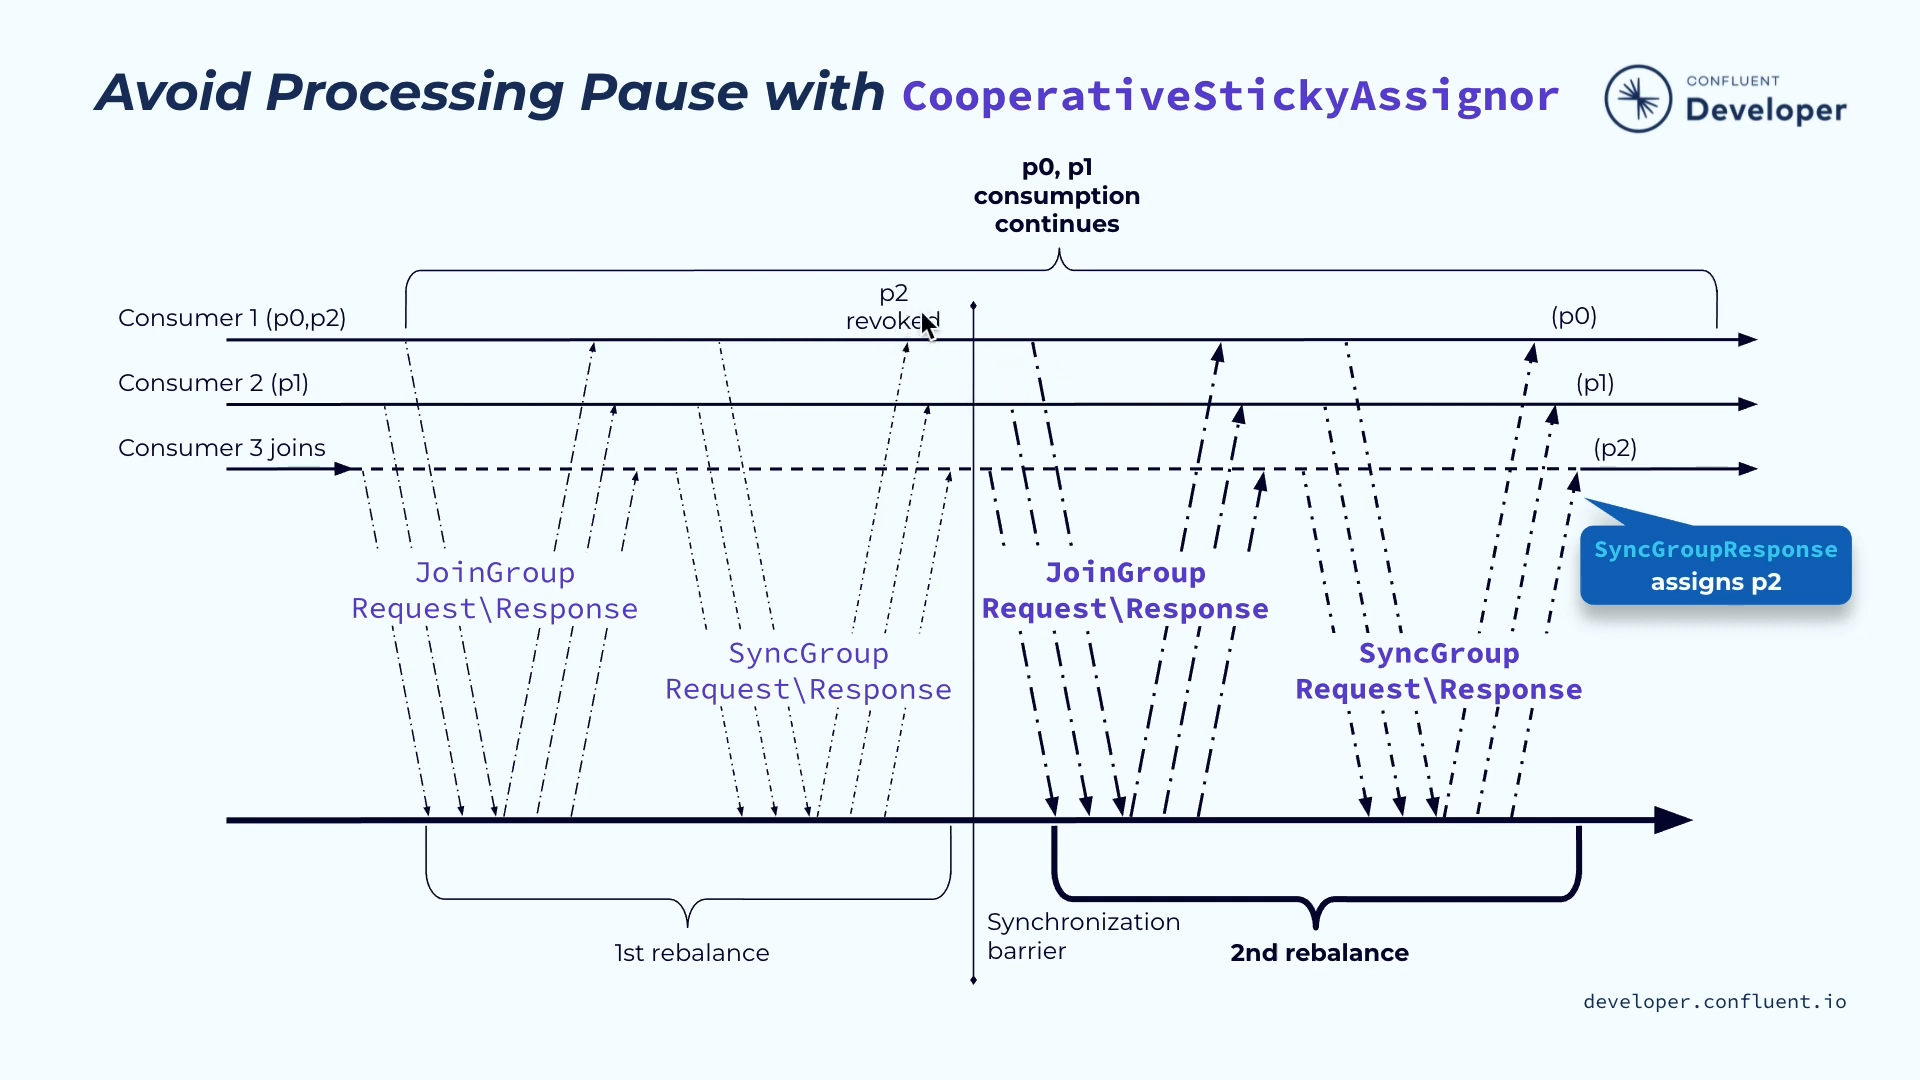 Avoid Processing Pause with CooperativeStickyAssignor
CONFLUENT
Developer
p0, p1
consumption
continues
p2
revoked
Consumer 1 (p0,p2)
(p0)
Consumer 2 (p1)
(p1)
Consumer 3 joins
(p2)
SyncGroupResponse
assigns p2
JoinGroup
Request\Response
SyncGroup
Request\Response
JoinGroup
Request\Response
SyncGroup
Request\Response
1st rebalance
Synchronization
barrier
2nd rebalance
developer.confluent.io